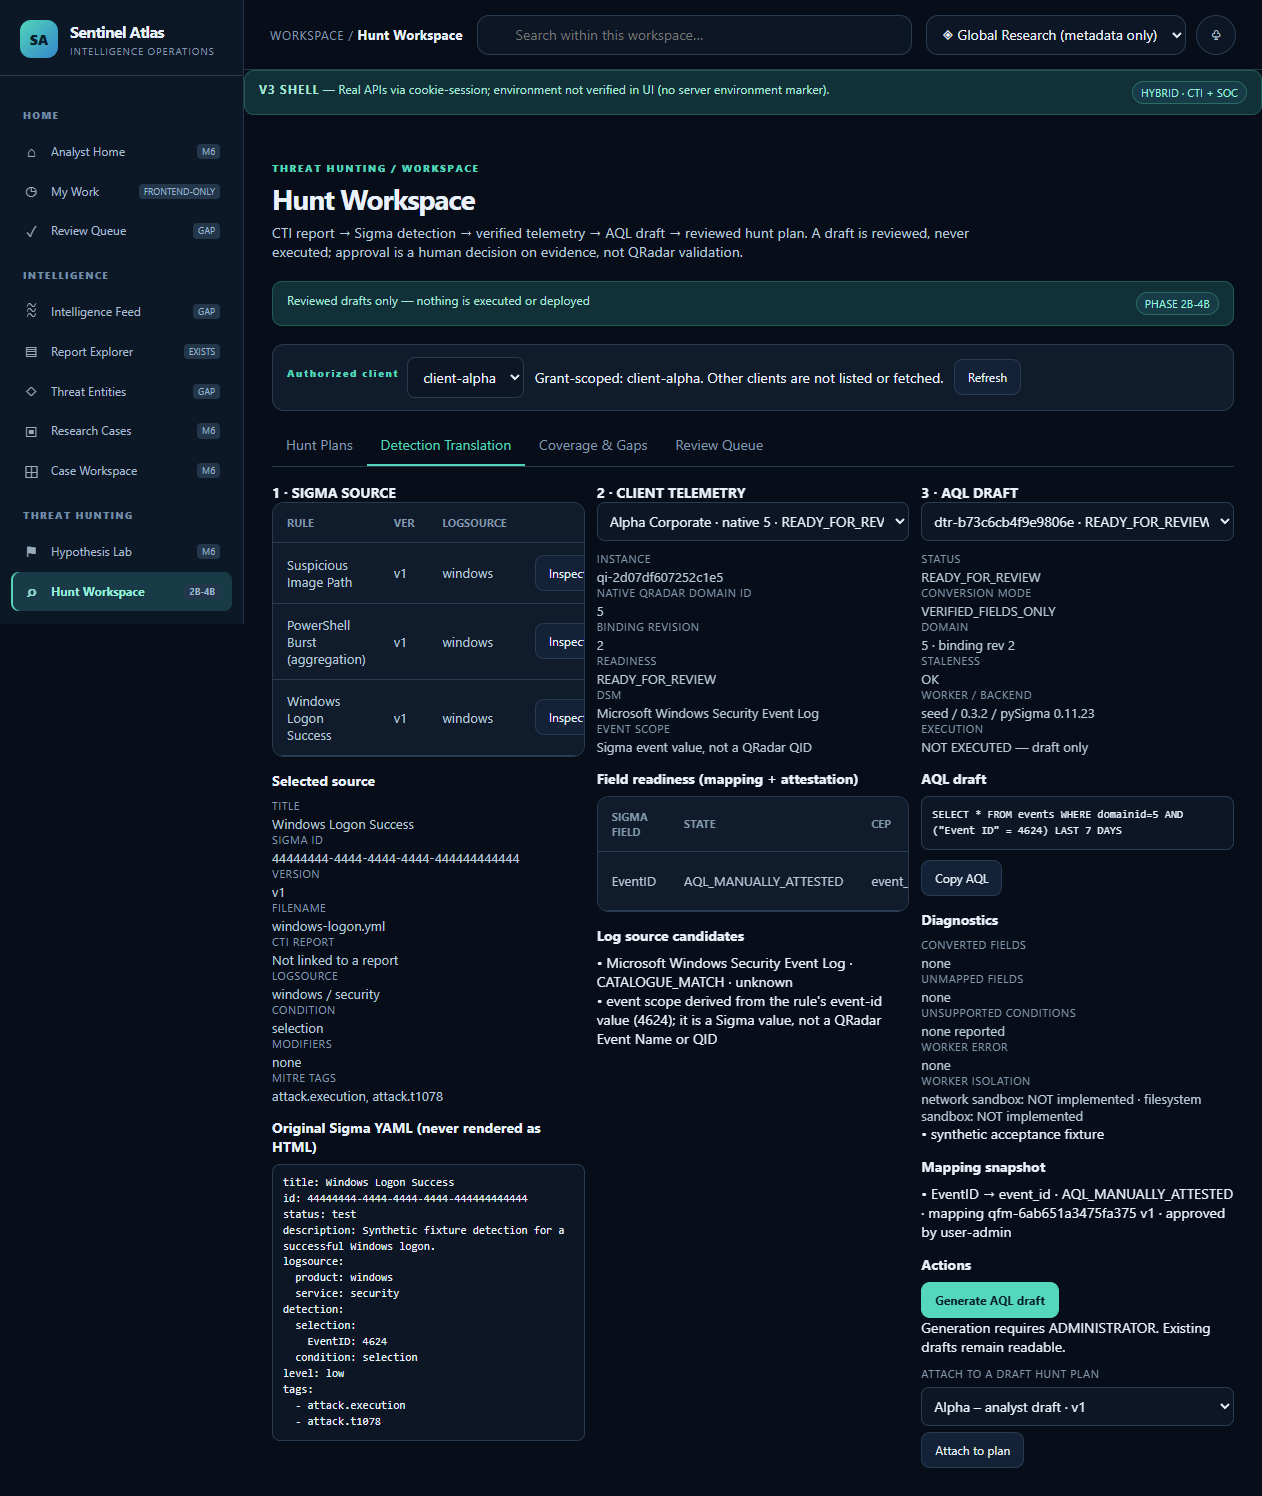 SA
Sentinel Atlas
INTELLIGENCE OPERATIONS
WORKSPACE / Hunt Workspace
Search within this workspace...
◈ Global Research (metadata only)
V3 SHELL — Real APIs via cookie-session; environment not verified in UI (no server environment marker).
HYBRID · CTI + SOC
HOME
Analyst Home M6
My Work FRONTEND-ONLY
Review Queue GAP
INTELLIGENCE
Intelligence Feed GAP
Report Explorer EXISTS
Threat Entities GAP
Research Cases M6
Case Workspace M6
THREAT HUNTING
Hypothesis Lab M6
Hunt Workspace 2B-4B
THREAT HUNTING / WORKSPACE
Hunt Workspace
CTI report → Sigma detection → verified telemetry → AQL draft → reviewed hunt plan. A draft is reviewed, never
executed; approval is a human decision on evidence, not QRadar validation.
Reviewed drafts only — nothing is executed or deployed
PHASE 2B-4B
Authorized client
client-alpha
Grant-scoped: client-alpha. Other clients are not listed or fetched.
Refresh
Hunt Plans
Detection Translation
Coverage & Gaps
Review Queue
1 · SIGMA SOURCE
RULE VER LOGSOURCE
Suspicious
Image Path
v1 windows Inspec
PowerShell
Burst
(aggregation)
v1 windows Inspec
Windows
Logon
Success
v1 windows Inspec
Selected source
TITLE
Windows Logon Success
SIGMA ID
44444444-4444-4444-4444-444444444444
VERSION
v1
FILENAME
windows-logon.yml
CTI REPORT
Not linked to a report
LOGSOURCE
windows / security
CONDITION
selection
MODIFIERS
none
MITRE TAGS
attack.execution, attack.t1078
Original Sigma YAML (never rendered as
HTML)
title: Windows Logon Success
id: 44444444-4444-4444-4444-444444444444
status: test
description: Synthetic fixture detection for a
successful Windows logon.
logsource:
  product: windows
  service: security
detection:
  selection:
    EventID: 4624
  condition: selection
level: low
tags:
  - attack.execution
  - attack.t1078
2 · CLIENT TELEMETRY
Alpha Corporate · native 5 · READY_FOR_REV
INSTANCE
qi-2d07df607252c1e5
NATIVE QRADAR DOMAIN ID
5
BINDING REVISION
2
READINESS
READY_FOR_REVIEW
DSM
Microsoft Windows Security Event Log
EVENT SCOPE
Sigma event value, not a QRadar QID
Field readiness (mapping + attestation)
SIGMA
FIELD
STATE CEP
EventID AQL_MANUALLY_ATTESTED event_
Log source candidates
• Microsoft Windows Security Event Log ·
CATALOGUE_MATCH · unknown
• event scope derived from the rule's event-id
value (4624); it is a Sigma value, not a QRadar
Event Name or QID
3 · AQL DRAFT
dtr-b73c6cb4f9e9806e · READY_FOR_REVIEW
STATUS
READY_FOR_REVIEW
CONVERSION MODE
VERIFIED_FIELDS_ONLY
DOMAIN
5 · binding rev 2
STALENESS
OK
WORKER / BACKEND
seed / 0.3.2 / pySigma 0.11.23
EXECUTION
NOT EXECUTED — draft only
AQL draft
SELECT * FROM events WHERE domainid=5 AND
("Event ID" = 4624) LAST 7 DAYS
Copy AQL
Diagnostics
CONVERTED FIELDS
none
UNMAPPED FIELDS
none
UNSUPPORTED CONDITIONS
none reported
WORKER ERROR
none
WORKER ISOLATION
network sandbox: NOT implemented · filesystem
sandbox: NOT implemented
• synthetic acceptance fixture
Mapping snapshot
• EventID → event_id · AQL_MANUALLY_ATTESTED
· mapping qfm-6ab651a3475fa375 v1 · approved
by user-admin
Actions
Generate AQL draft
Generation requires ADMINISTRATOR. Existing
drafts remain readable.
ATTACH TO A DRAFT HUNT PLAN
Alpha – analyst draft · v1
Attach to plan